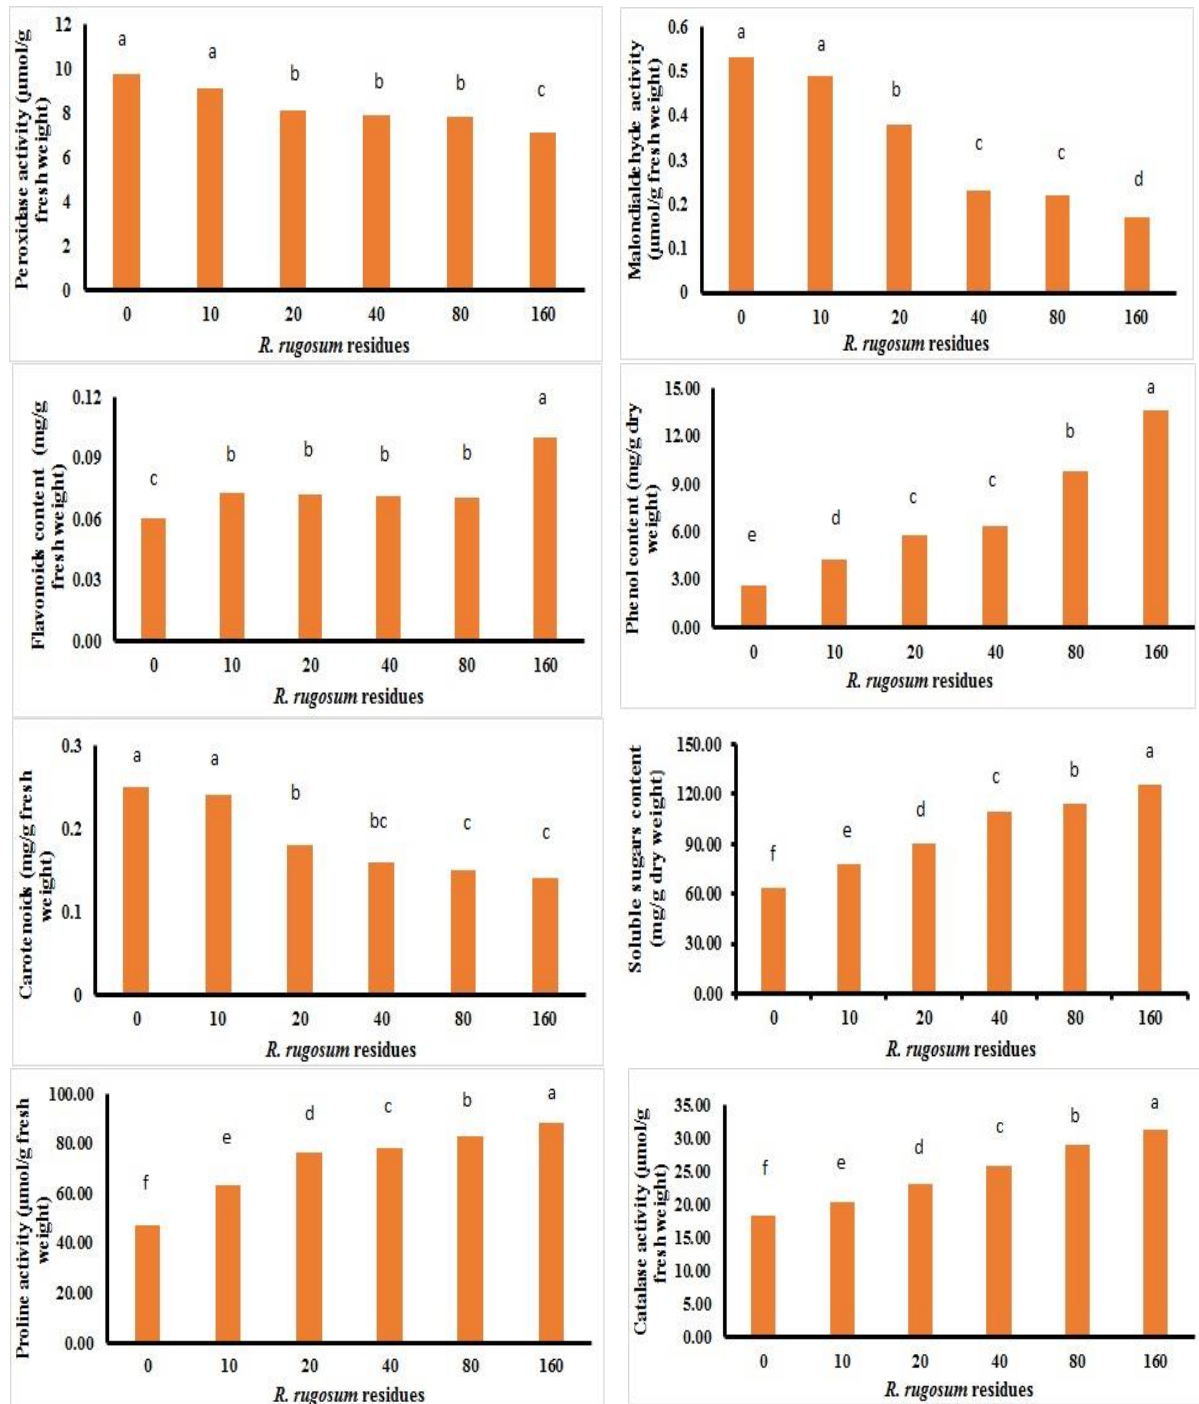 Peroxidase activity (µmol/g
fresh weight)
12
10
8
6
4
2
0
a
a
b
b
b
c
0 10 20 40 80 160
R. rugosum residues
Malondialdehyde activity
(µmol/g fresh weight)
0.6
0.5
0.4
0.3
0.2
0.1
0
a
a
b
c
c
d
0 10 20 40 80 160
R. rugosum residues
Flavonoids content (mg/g
fresh weight)
0.12
0.09
0.06
0.03
0.00
c
b
b
b
b
a
0 10 20 40 80 160
R. rugosum residues
Phenol content (mg/g dry
weight)
15.00
12.00
9.00
6.00
3.00
0.00
e
d
c
c
b
a
0 10 20 40 80 160
R. rugosum residues
Carotenoids (mg/g fresh
weight)
0.3
0.2
0.1
0
a
a
b
bc
c
c
0 10 20 40 80 160
R. rugosum residues
Soluble sugars content
(mg/g dry weight)
150.00
120.00
90.00
60.00
30.00
0.00
f
e
d
c
b
a
0 10 20 40 80 160
R. rugosum residues
Proline activity (µmol/g fresh
weight)
100.00
80.00
60.00
40.00
20.00
0.00
f
e
d
c
b
a
0 10 20 40 80 160
R. rugosum residues
Catalase activity (µmol/g
fresh weight)
35.00
30.00
25.00
20.00
15.00
10.00
5.00
0.00
f
e
d
c
b
a
0 10 20 40 80 160
R. rugosum residues